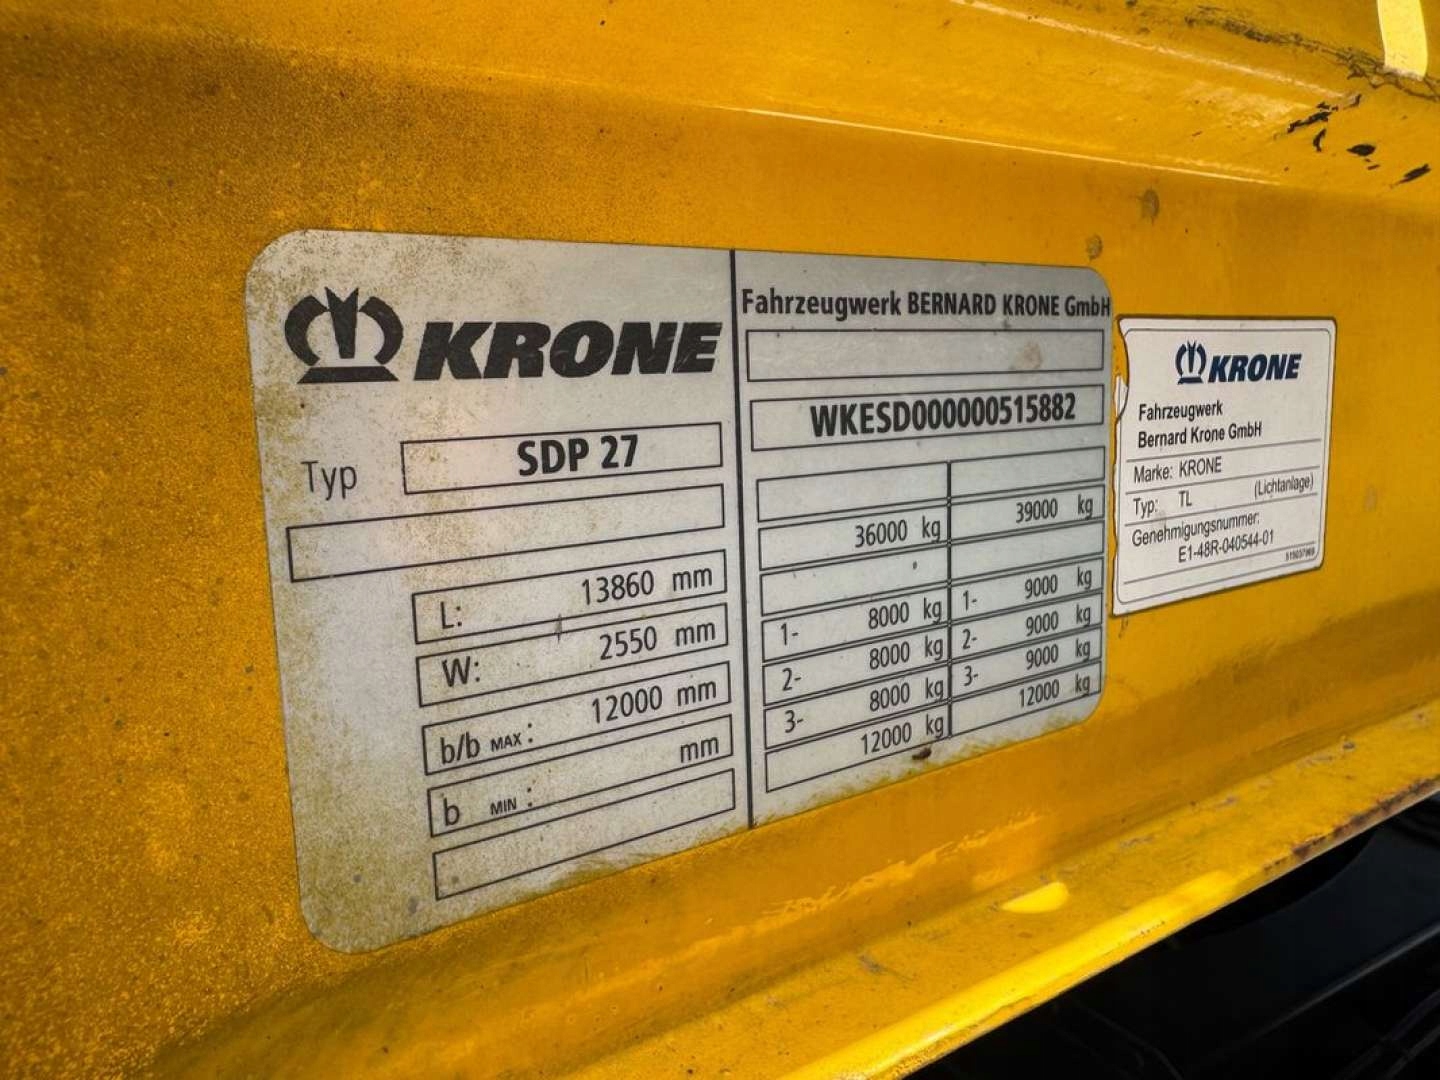 KRONE
Typ SDP 27
L: 13860 mm
W: 2550 mm
b/b MAX : 12000 mm
b MIN : mm
Fahrzeugwerk BERNARD KRONE GmbH
WKESD000000515882
36000 kg 39000 kg
1- 8000 kg 1- 9000 kg
2- 8000 kg 2- 9000 kg
3- 8000 kg 3- 9000 kg
12000 kg 12000 kg
KRONE
Fahrzeugwerk
Bernard Krone GmbH
Marke: KRONE
Typ: TL (Lichtanlage)
Genehmigungsnummer:
E1-48R-040544-01